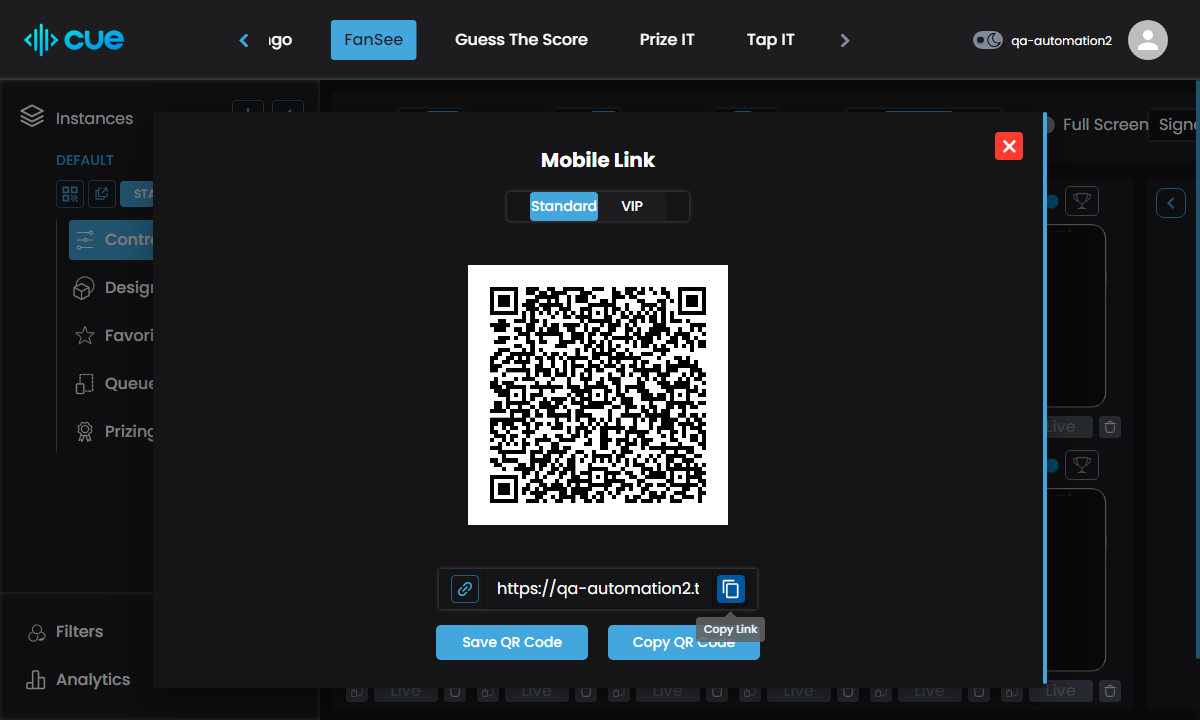 cue
ngo
FanSee
Guess The Score
Prize IT
Tap IT
qa-automation2
Instances
Full Screen
Sign
Mobile Link
DEFAULT
Standard
VIP
STA
Contro
Design
Favori
Queue
Prizing
Live
https://qa-automation2.t
Copy Link
Save QR Code
Copy QR Code
Filters
Analytics
Live
Live
Live
Live
Live
Live